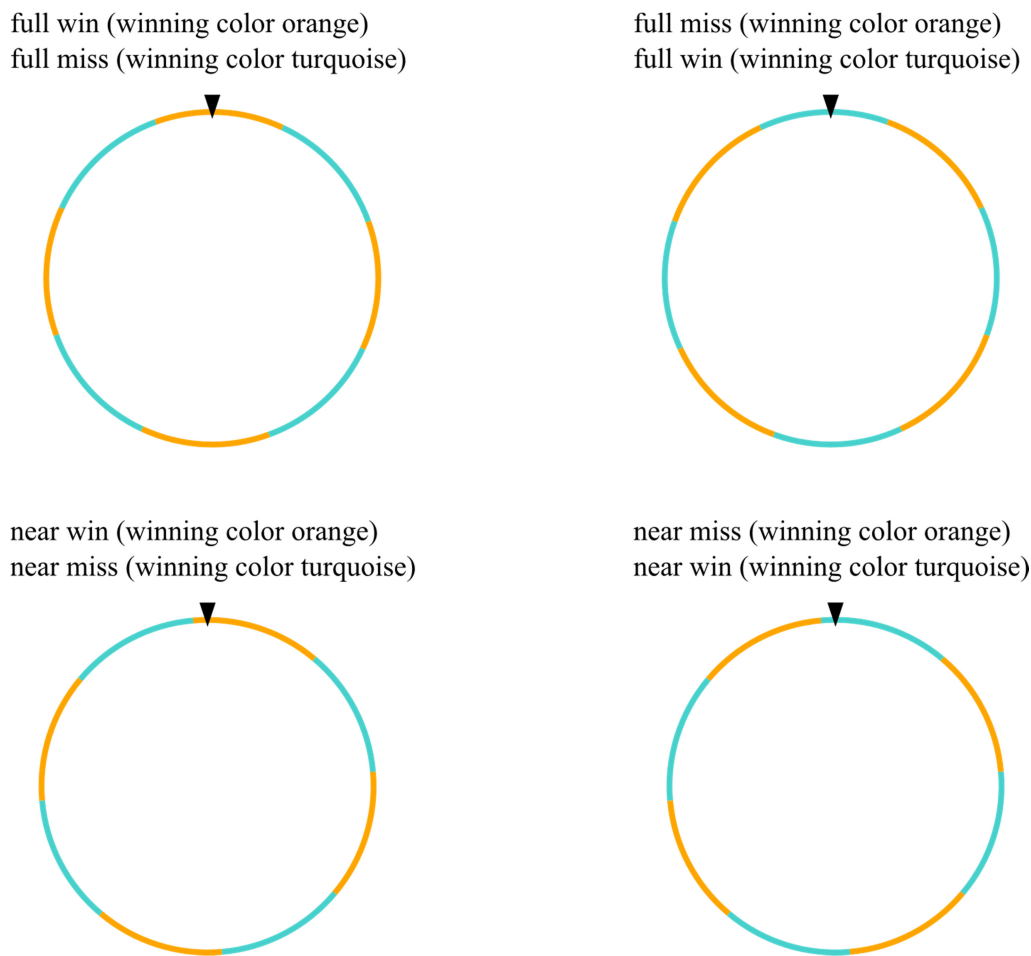 full win (winning color orange)
full miss (winning color turquoise)
full miss (winning color orange)
full win (winning color turquoise)
near win (winning color orange)
near miss (winning color turquoise)
near miss (winning color orange)
near win (winning color turquoise)